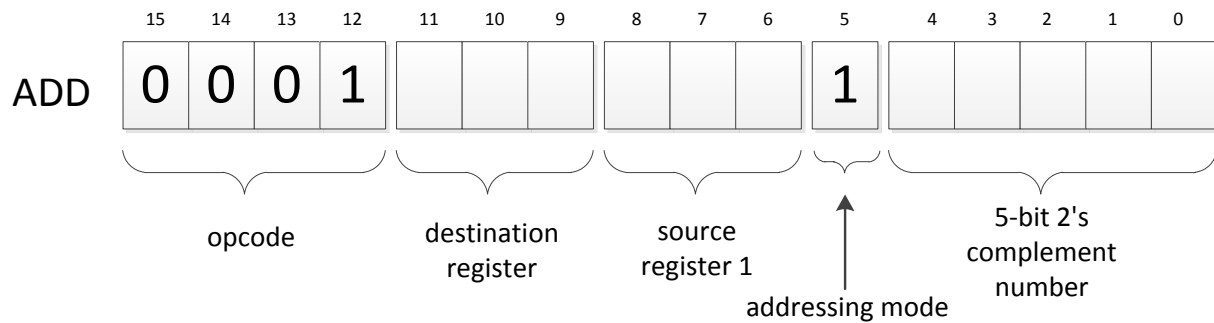 15 14 13 12 11 10 9 8 7 6 5 4 3 2 1 0
ADD 0 0 0 1 1
opcode
destination
register
source
register 1
addressing mode
5-bit 2's
complement
number